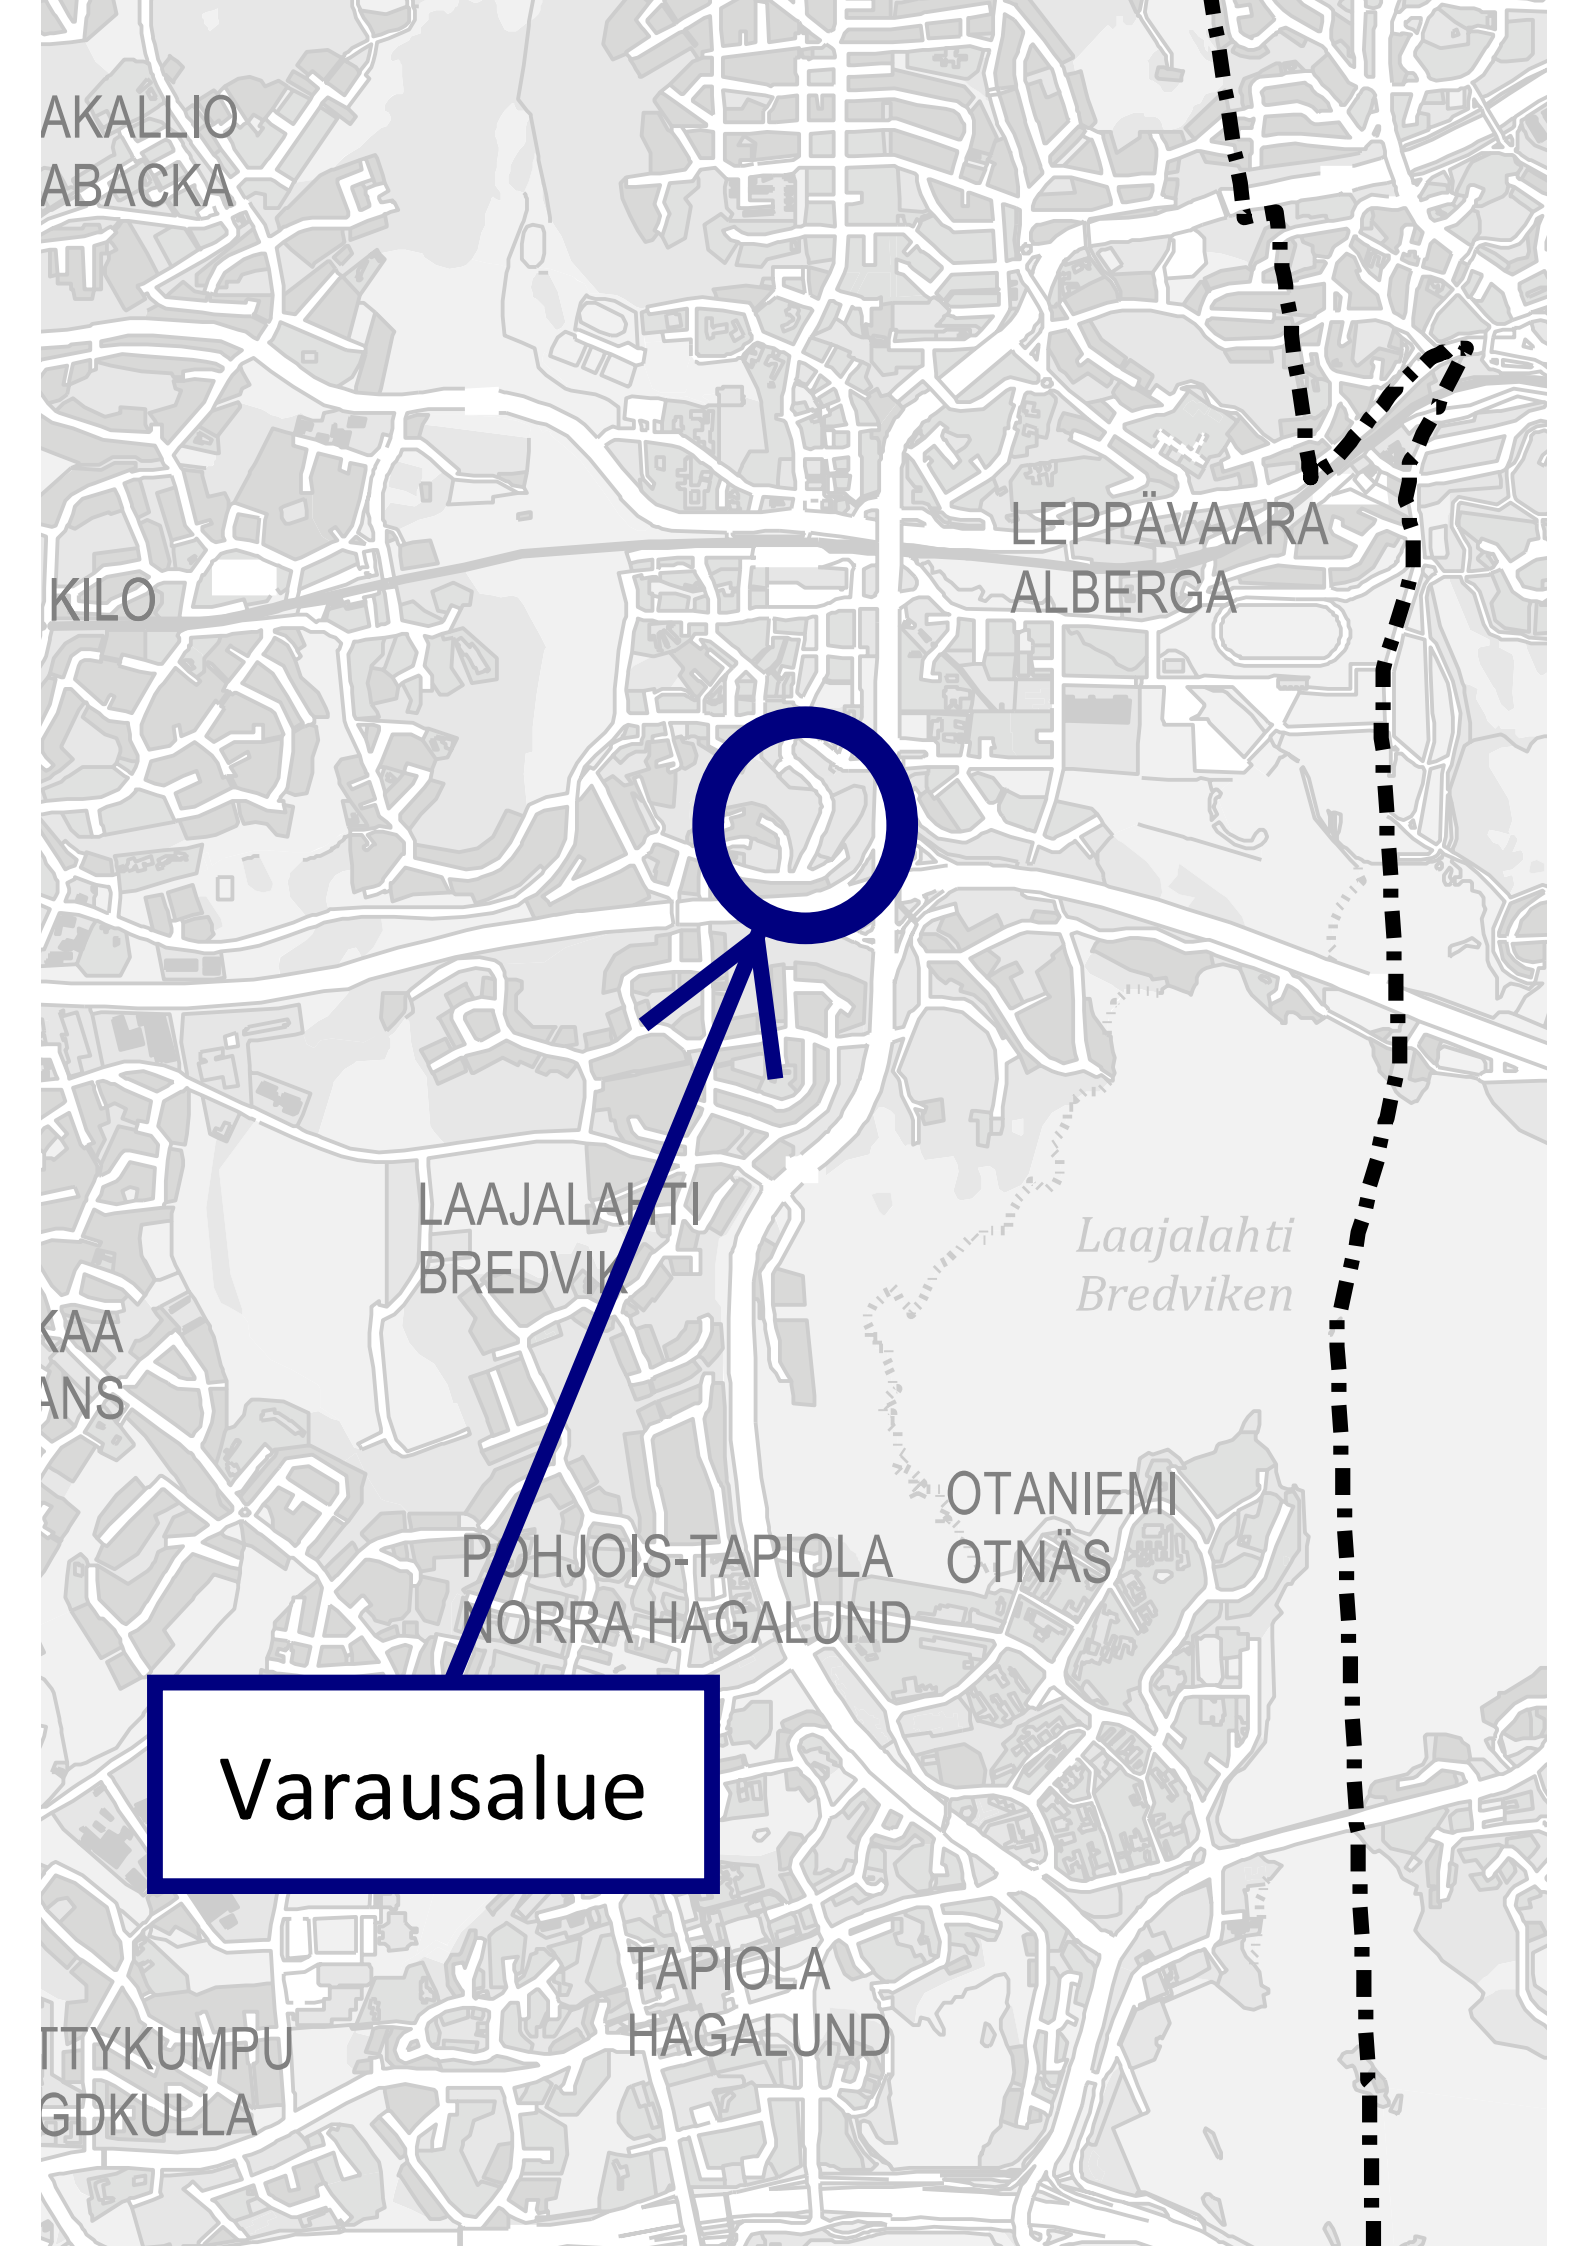 AKALLIO
ABACKA
LEPPÄVAARA
ALBERGA
KILO
LAAJALAHTI
BREDVIK
Laajalahti
Bredviken
KAA
ANS
OTANIEMI
OTNÄS
POHJOIS-TAPIOLA
NORRA HAGALUND
Varausalue
TAPIOLA
HAGALUND
TTYKUMPU
GDKULLA